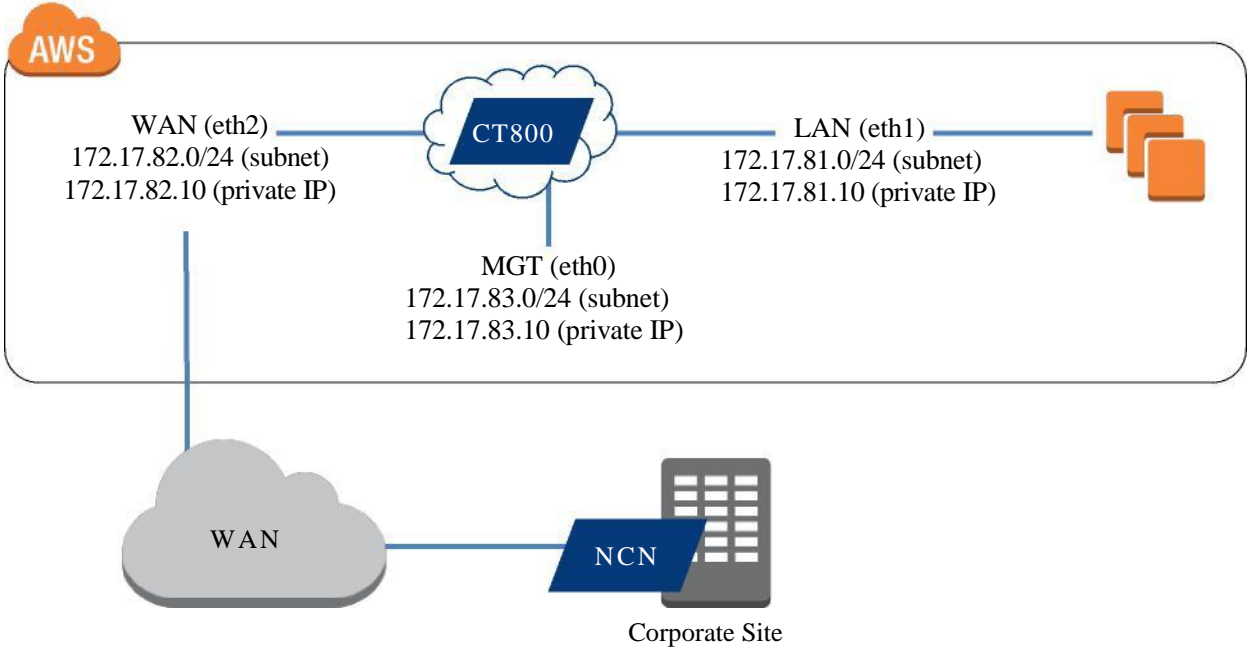 AWS
WAN (eth2)
172.17.82.0/24 (subnet)
172.17.82.10 (private IP)
CT800
LAN (eth1)
172.17.81.0/24 (subnet)
172.17.81.10 (private IP)
MGT (eth0)
172.17.83.0/24 (subnet)
172.17.83.10 (private IP)
WAN
NCN
Corporate Site